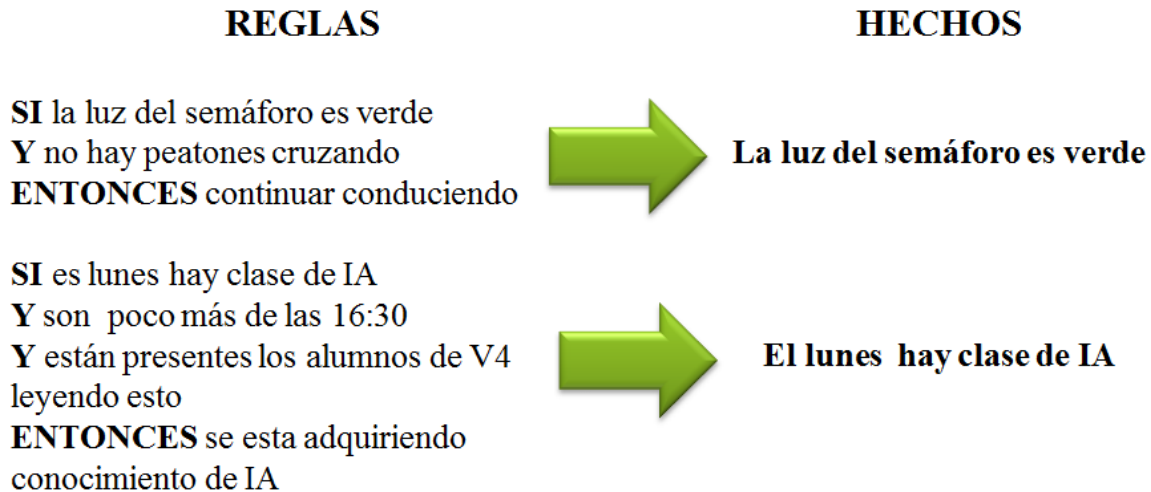 REGLAS
HECHOS
SI la luz del semáforo es verde
Y no hay peatones cruzando
ENTONCES continuar conduciendo
La luz del semáforo es verde
SI es lunes hay clase de IA
Y son poco más de las 16:30
Y están presentes los alumnos de V4
leyendo esto
ENTONCES se esta adquiriendo
conocimiento de IA
El lunes hay clase de IA